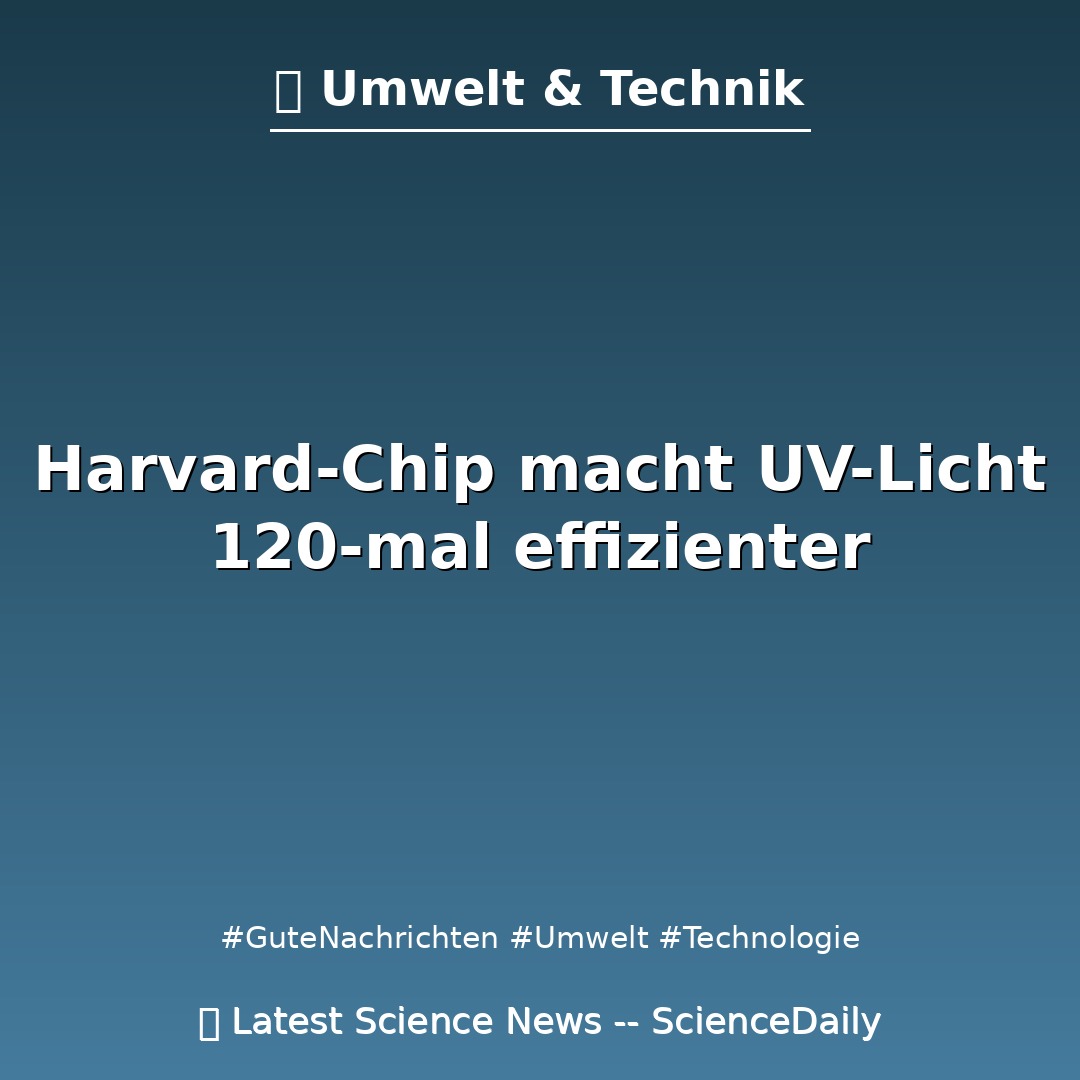 Umwelt & Technik
Harvard-Chip macht UV-Licht
120-mal effizienter
#GuteNachrichten #Umwelt #Technologie
Latest Science News -- ScienceDaily